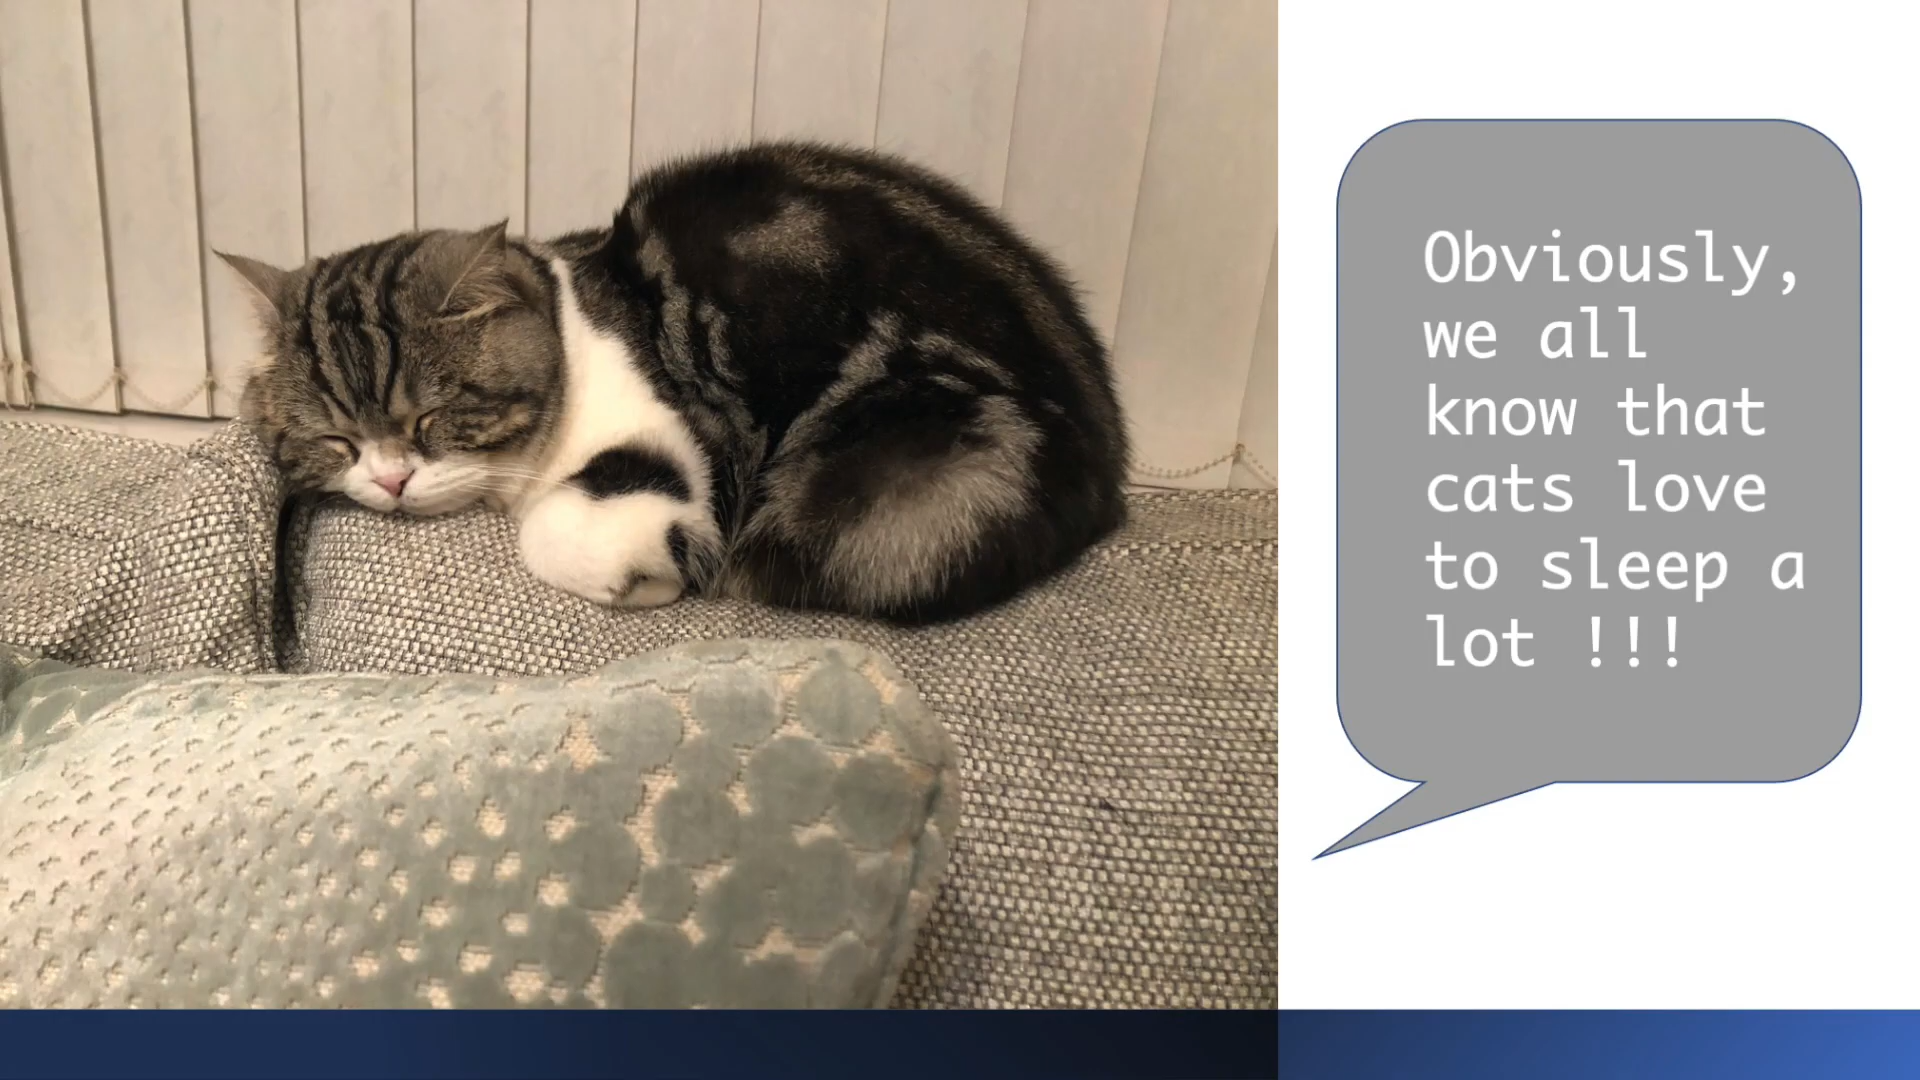 Obviously,
we all
know that
cats love
to sleep a
lot !!!